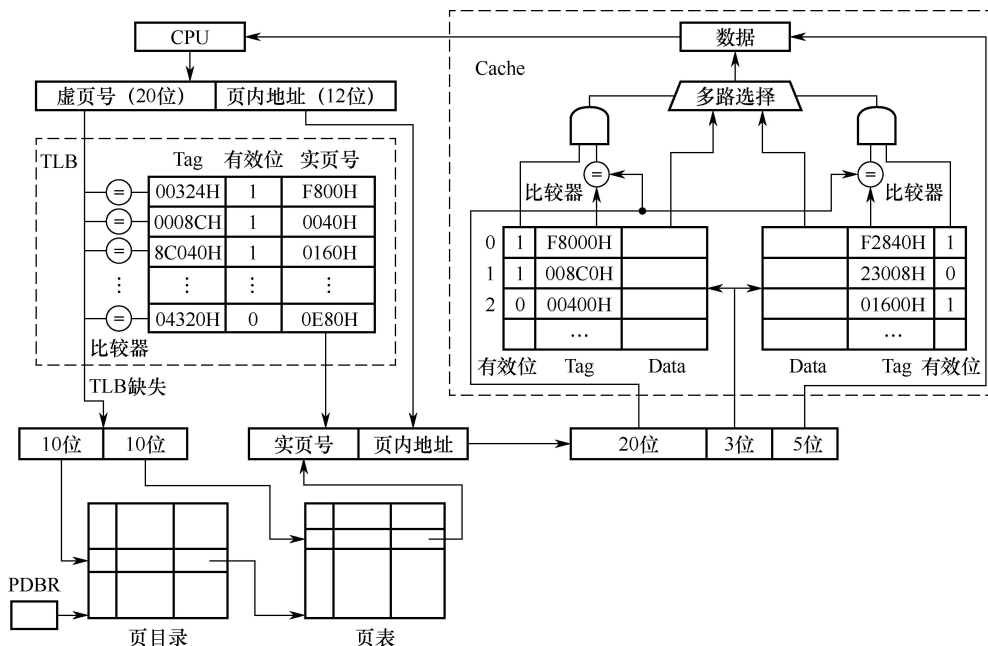 CPU
数据
Cache
虚页号（20位） 页内地址（12位）
多路选择
TLB
Tag 有效位 实页号
= 00324H 1 F800H
= 0008CH 1 0040H
= 8C040H 1 0160H
⋮ ⋮ ⋮ ⋮
= 04320H 0 0E80H
比较器
TLB缺失
比较器 = = 比较器
0 1 F8000H F2840H 1
1 1 008C0H 23008H 0
2 0 00400H 01600H 1
… …
有效位 Tag Data Data Tag 有效位
10位 10位
实页号 页内地址
20位 3位 5位
PDBR
页目录 页表